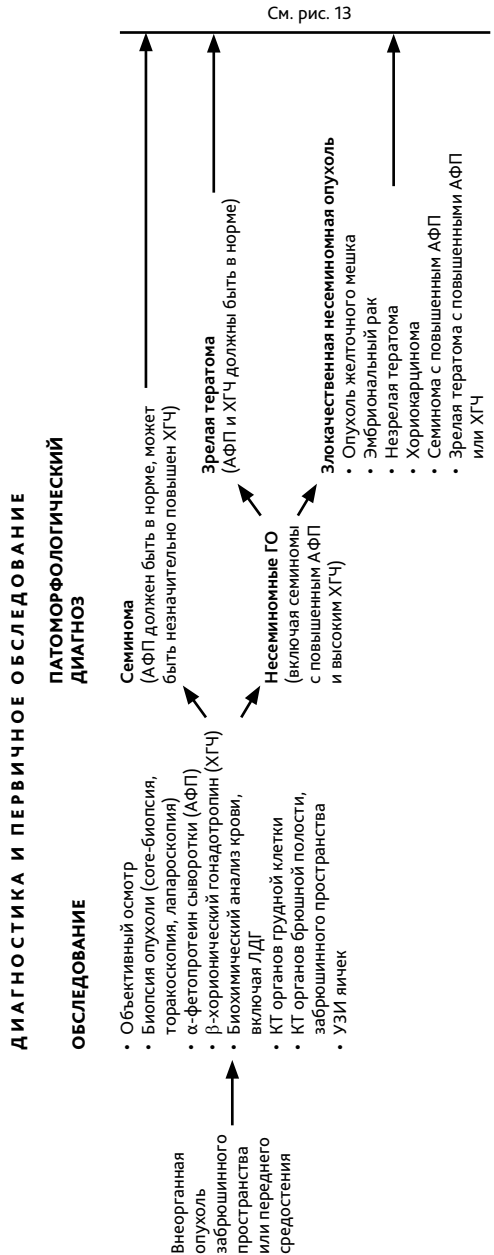 ДИАГНОСТИКА И ПЕРВИЧНОЕ ОБСЛЕДОВАНИЕ
ОБСЛЕДОВАНИЕ
ПАТОМОРФОЛОГИЧЕСКИЙ
ДИАГНОЗ
Внеорганная
опухоль
забрюшинного
пространства
или переднего
средостения
• Объективный осмотр
• Биопсия опухоли (core-биопсия,
торакоскопия, лапароскопия)
• α-фетопротеин сыворотки (АФП)
• β-хорионический гонадотропин (ХГЧ)
• Биохимический анализ крови,
включая ЛДГ
• КТ органов грудной клетки
• КТ органов брюшной полости,
забрюшинного пространства
• УЗИ яичек
Семинома
(АФП должен быть в норме, может
быть незначительно повышен ХГЧ)
Несеминомные ГО
(включая семиномы
с повышенным АФП
и высоким ХГЧ)
Зрелая тератома
(АФП и ХГЧ должны быть в норме)
Злокачественная несеминомная опухоль
• Опухоль желточного мешка
• Эмбриональный рак
• Незрелая тератома
• Хориокарцинома
• Семинома с повышенным АФП
• Зрелая тератома с повышенными АФП
или ХГЧ
См. рис. 13